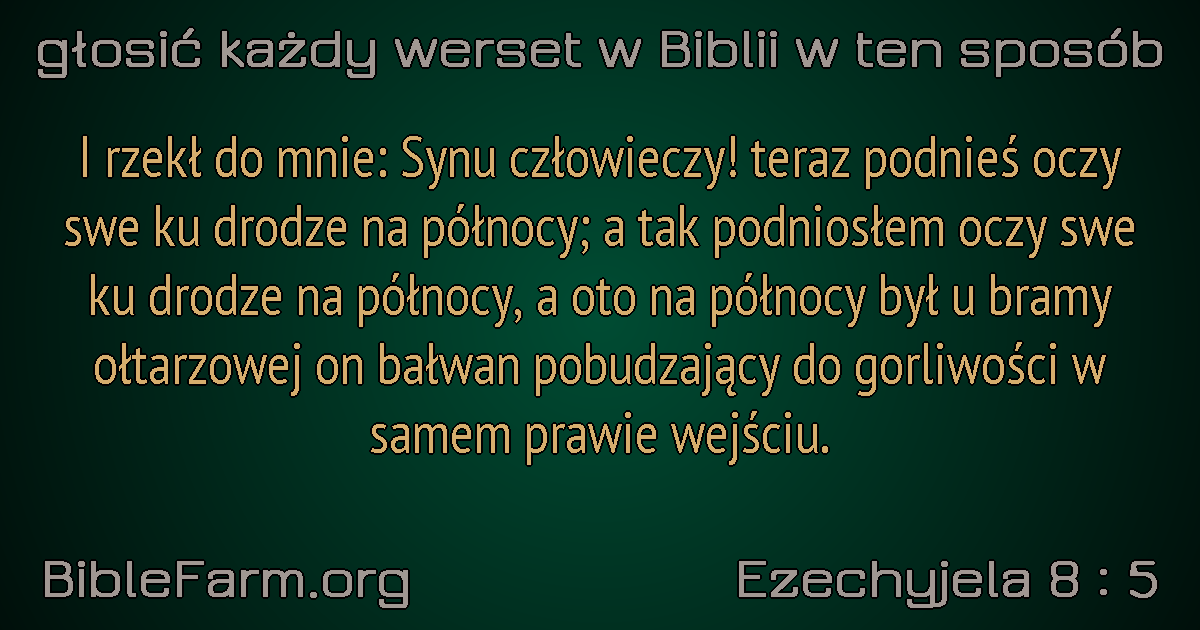 głosić każdy werset w Biblii w ten sposób
I rzekł do mnie: Synu człowieczy! teraz podnieś oczy
swe ku drodze na północy; a tak podniosłem oczy swe
ku drodze na północy, a oto na północy był u bramy
ołtarzowej on bałwan pobudzający do gorliwości w
samem prawie wejściu.
BibleFarm.org
Ezechyjela 8 : 5